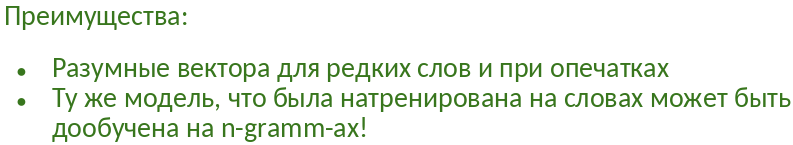 Преимущества:
• Разумные вектора для редких слов и при опечатках
• Ту же модель, что была натренирована на словах может быть
дообучена на n-gramm-ах!